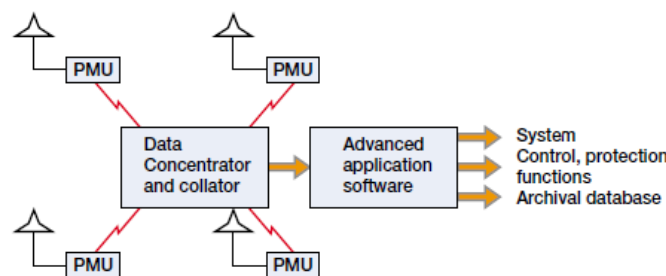 PMU
PMU
Data
Concentrator
and collator
Advanced
application
software
System
Control, protection
functions
Archival database
PMU
PMU